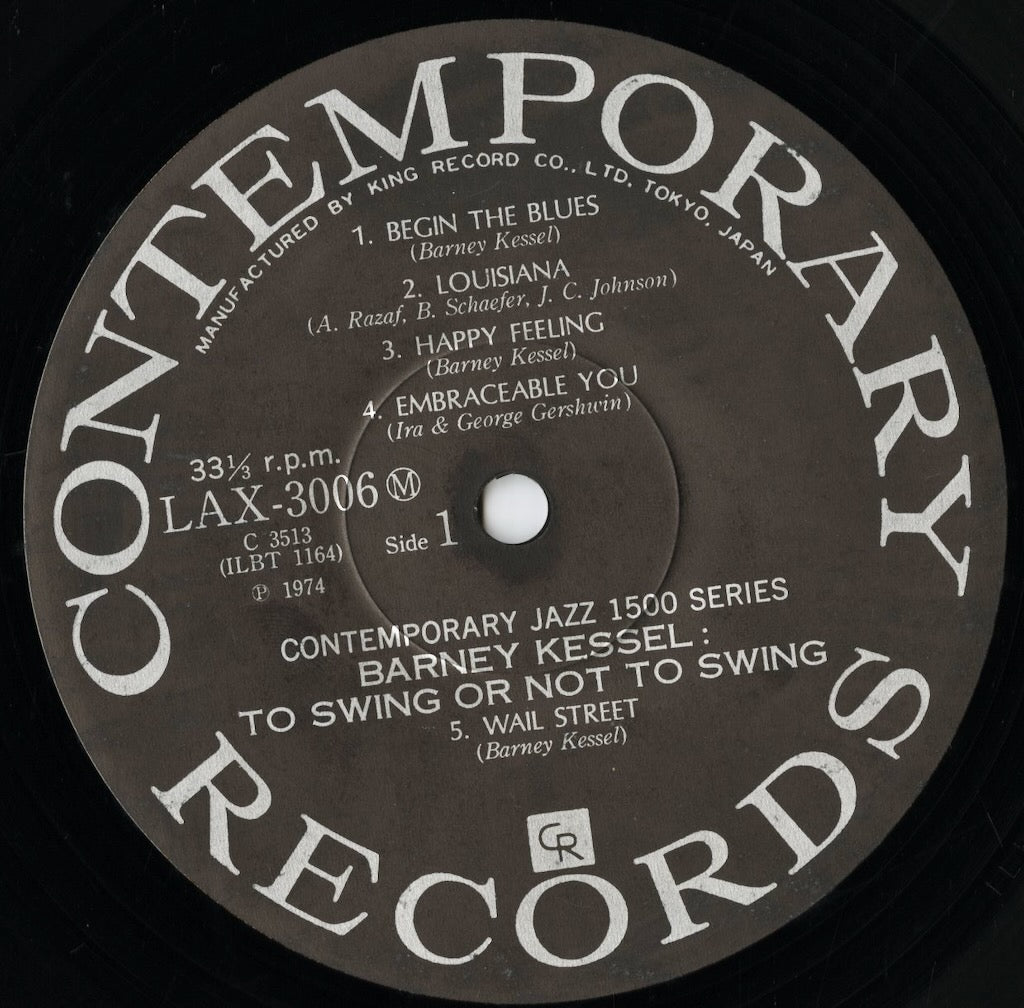 CONTEMPORARY
MANUFACTURED BY KING RECORD CO., LTD. TOKYO, JAPAN
1. BEGIN THE BLUES
(Barney Kessel)
2. LOUISIANA
(A. Razaf, B. Schaefer, J. C. Johnson)
3. HAPPY FEELING
(Barney Kessel)
4. EMBRACEABLE YOU
(Ira & George Gershwin)
33⅓ r.p.m.
LAX-3006 Ⓜ
C 3513
(ILBT 1164)
Ⓟ 1974
Side 1
CONTEMPORARY JAZZ 1500 SERIES
BARNEY KESSEL:
TO SWING OR NOT TO SWING
5. WAIL STREET
(Barney Kessel)
CR
RECORDS